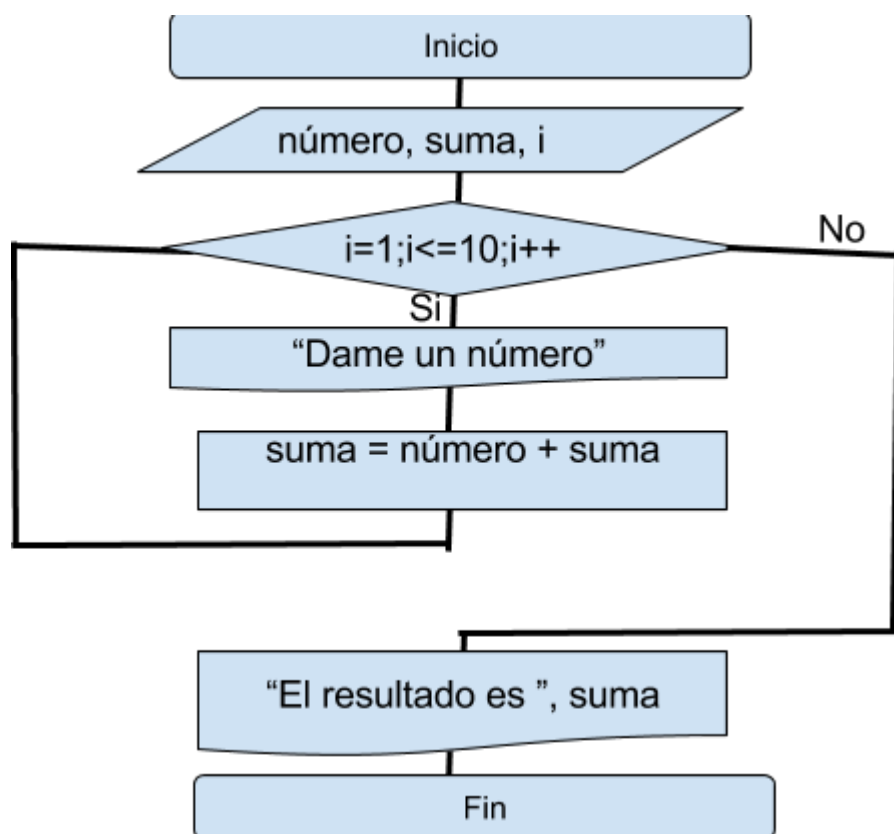 Inicio
número, suma, i
i=1;i<=10;i++
No
Si
“Dame un número”
suma = número + suma
“El resultado es ”, suma
Fin